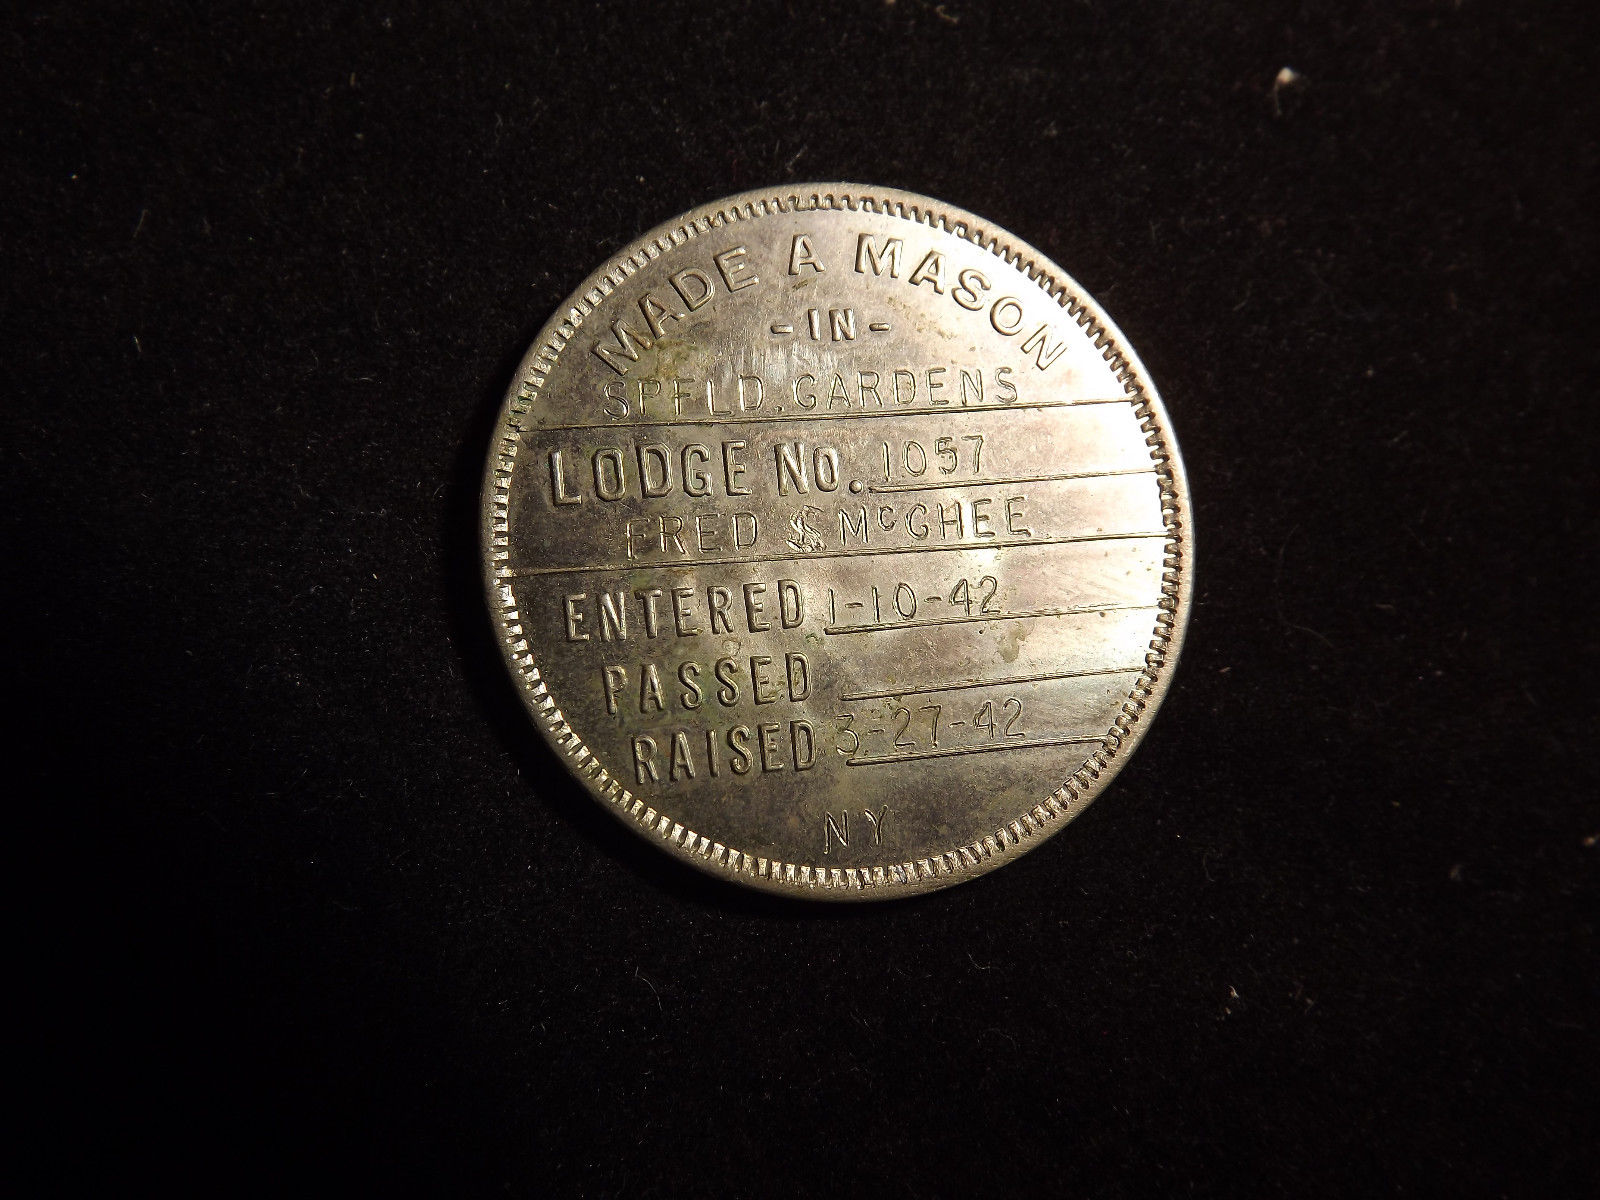 MADE A MASON
-IN-
SPFLD. GARDENS
LODGE NO. 1057
FRED S McGHEE
ENTERED 1-10-42
PASSED
RAISED 3-27-42
NY